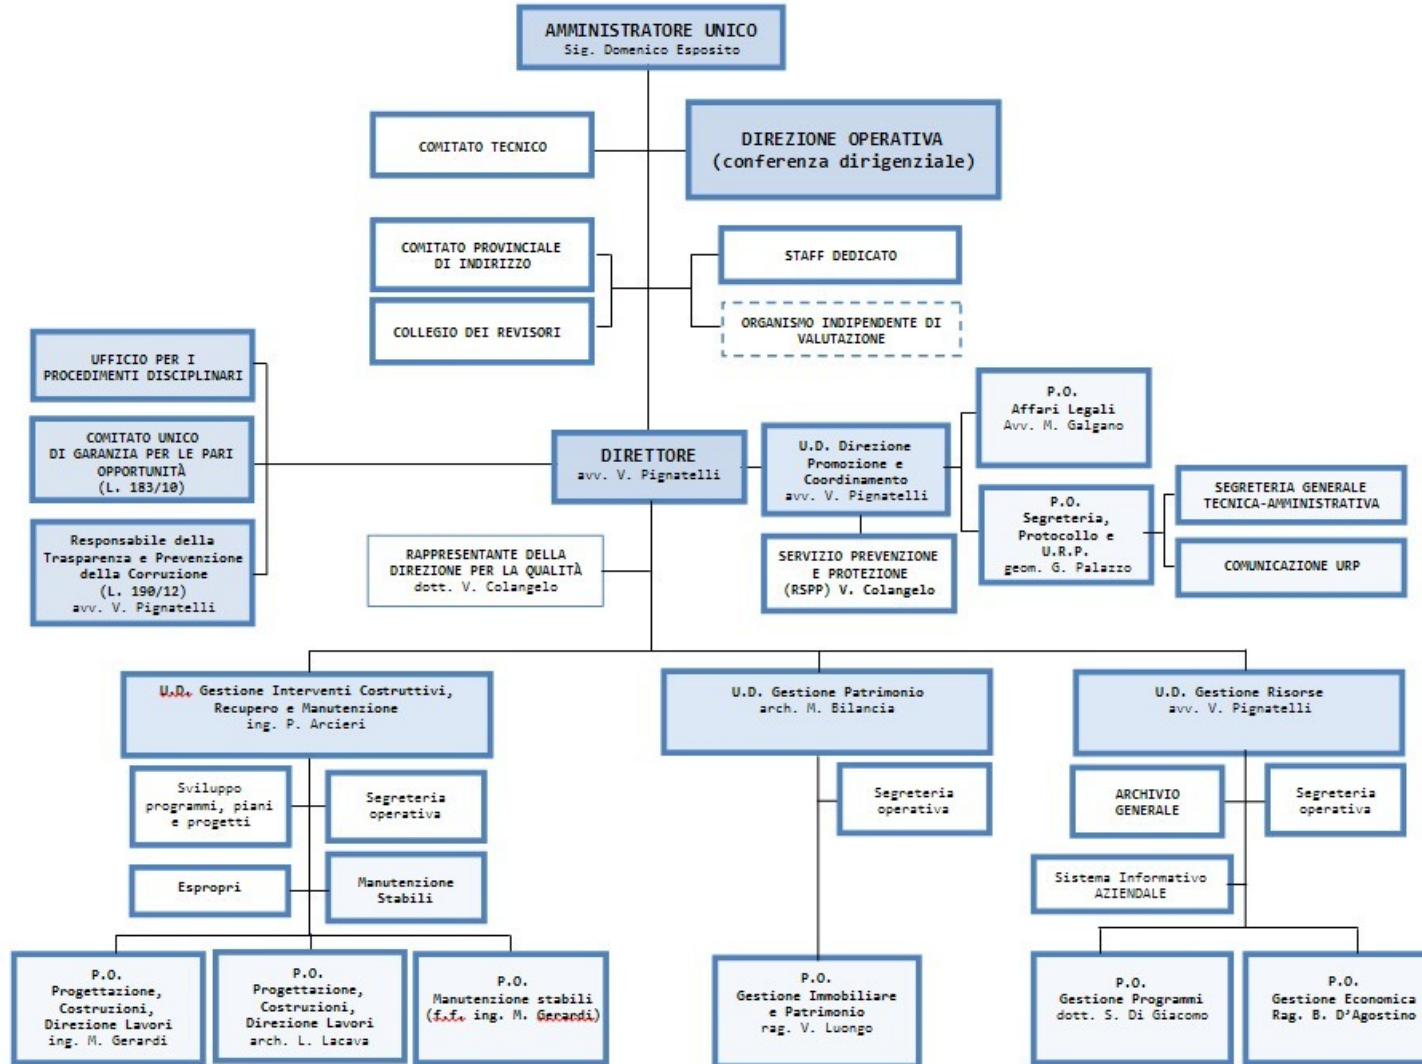 AMMINISTRATORE UNICO
Sig. Domenico Esposito
COMITATO TECNICO
DIREZIONE OPERATIVA
(conferenza dirigenziale)
COMITATO PROVINCIALE
DI INDIRIZZO
STAFF DEDICATO
COLLEGIO DEI REVISORI
ORGANISMO INDIPENDENTE DI
VALUTAZIONE
UFFICIO PER I
PROCEDIMENTI DISCIPLINARI
COMITATO UNICO
DI GARANZIA PER LE PARI
OPPORTUNITÀ
(L. 183/10)
Responsabile della
Trasparenza e Prevenzione
della Corruzione
(L. 190/12)
avv. V. Pignatelli
DIRETTORE
avv. V. Pignatelli
U.D. Direzione
Promozione e
Coordinamento
avv. V. Pignatelli
P.O.
Affari Legali
Avv. M. Galgano
P.O.
Segreteria,
Protocollo e
U.R.P.
geom. G. Palazzo
SEGRETERIA GENERALE
TECNICA-AMMINISTRATIVA
COMUNICAZIONE URP
RAPPRESENTANTE DELLA
DIREZIONE PER LA QUALITÀ
dott. V. Colangelo
SERVIZIO PREVENZIONE
E PROTEZIONE
(RSPP) V. Colangelo
U.D. Gestione Interventi Costruttivi,
Recupero e Manutenzione
ing. P. Arcieri
U.D. Gestione Patrimonio
arch. M. Bilancia
U.D. Gestione Risorse
avv. V. Pignatelli
Sviluppo
programmi, piani
e progetti
Segreteria
operativa
Espropri
Manutenzione
Stabili
Segreteria
operativa
ARCHIVIO
GENERALE
Segreteria
operativa
Sistema Informativo
AZIENDALE
P.O.
Progettazione,
Costruzioni,
Direzione Lavori
ing. M. Gerardi
P.O.
Progettazione,
Costruzioni,
Direzione Lavori
arch. L. Lacava
P.O.
Manutenzione stabili
(f.f. ing. M. Gerardi)
P.O.
Gestione Immobiliare
e Patrimonio
rag. V. Luongo
P.O.
Gestione Programmi
dott. S. Di Giacomo
P.O.
Gestione Economica
Rag. B. D'Agostino